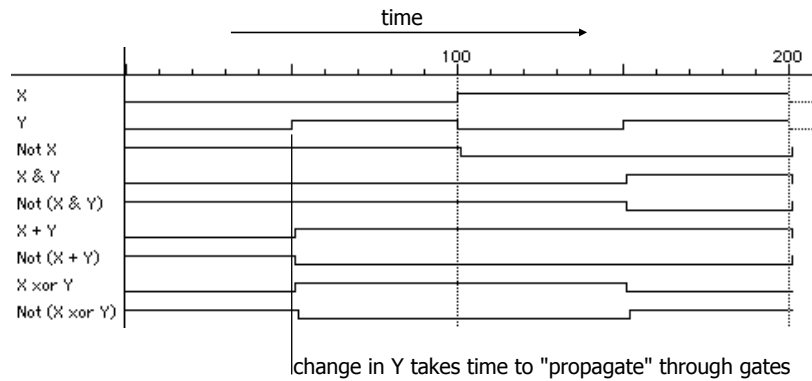 time
100 200
X
Y
Not X
X & Y
Not (X & Y)
X + Y
Not (X + Y)
X xor Y
Not (X xor Y)
change in Y takes time to "propagate" through gates